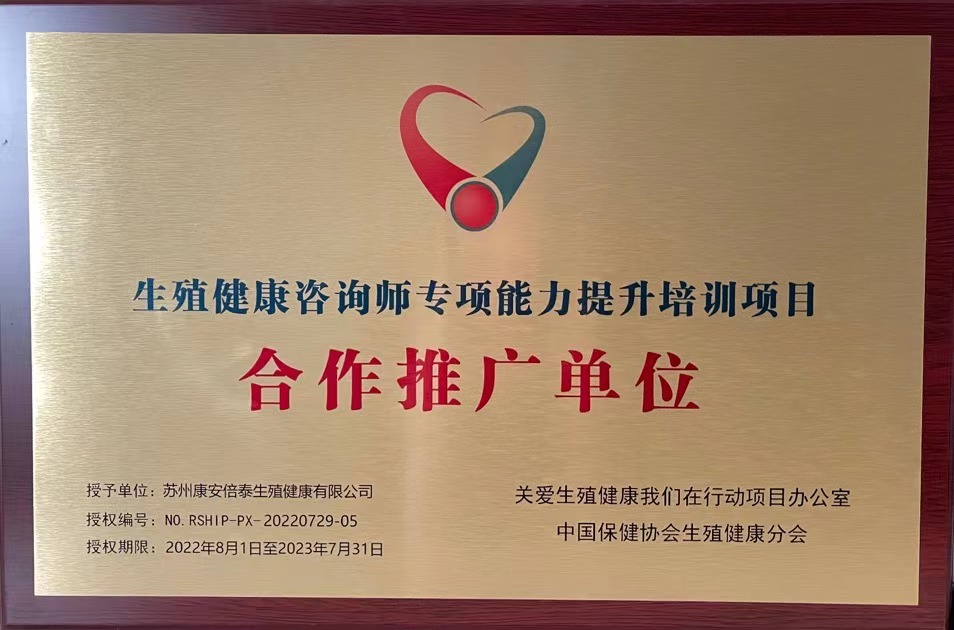 生殖健康咨询师专项能力提升培训项目
合作推广单位
授予单位：苏州康安倍泰生殖健康有限公司
授权编号：NO.RSHIP-PX-20220729-05
授权期限：2022年8月1日至2023年7月31日
关爱生殖健康我们在行动项目办公室
中国保健协会生殖健康分会